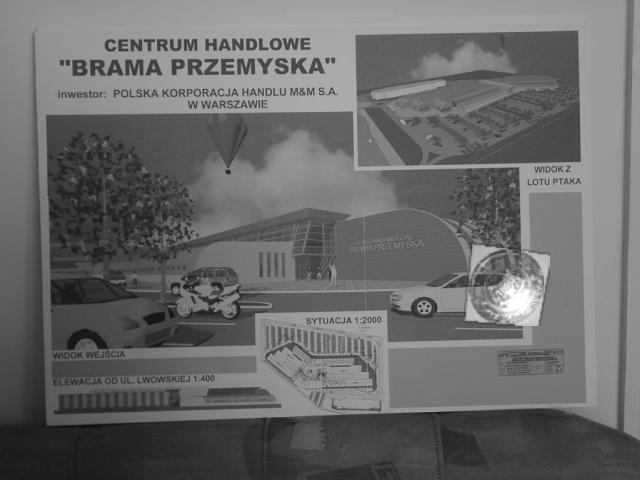 CENTRUM HANDLOWE
"BRAMA PRZEMYSKA"
inwestor: POLSKA KORPORACJA HANDLU M&M S.A.
W WARSZAWIE
WIDOK Z
LOTU PTAKA
CENTRUM HANDLOWE
BRAMA PRZEMYSKA
WIDOK WEJŚCIA
SYTUACJA 1:2000
ELEWACJA OD UL. LWOWSKIEJ 1:400